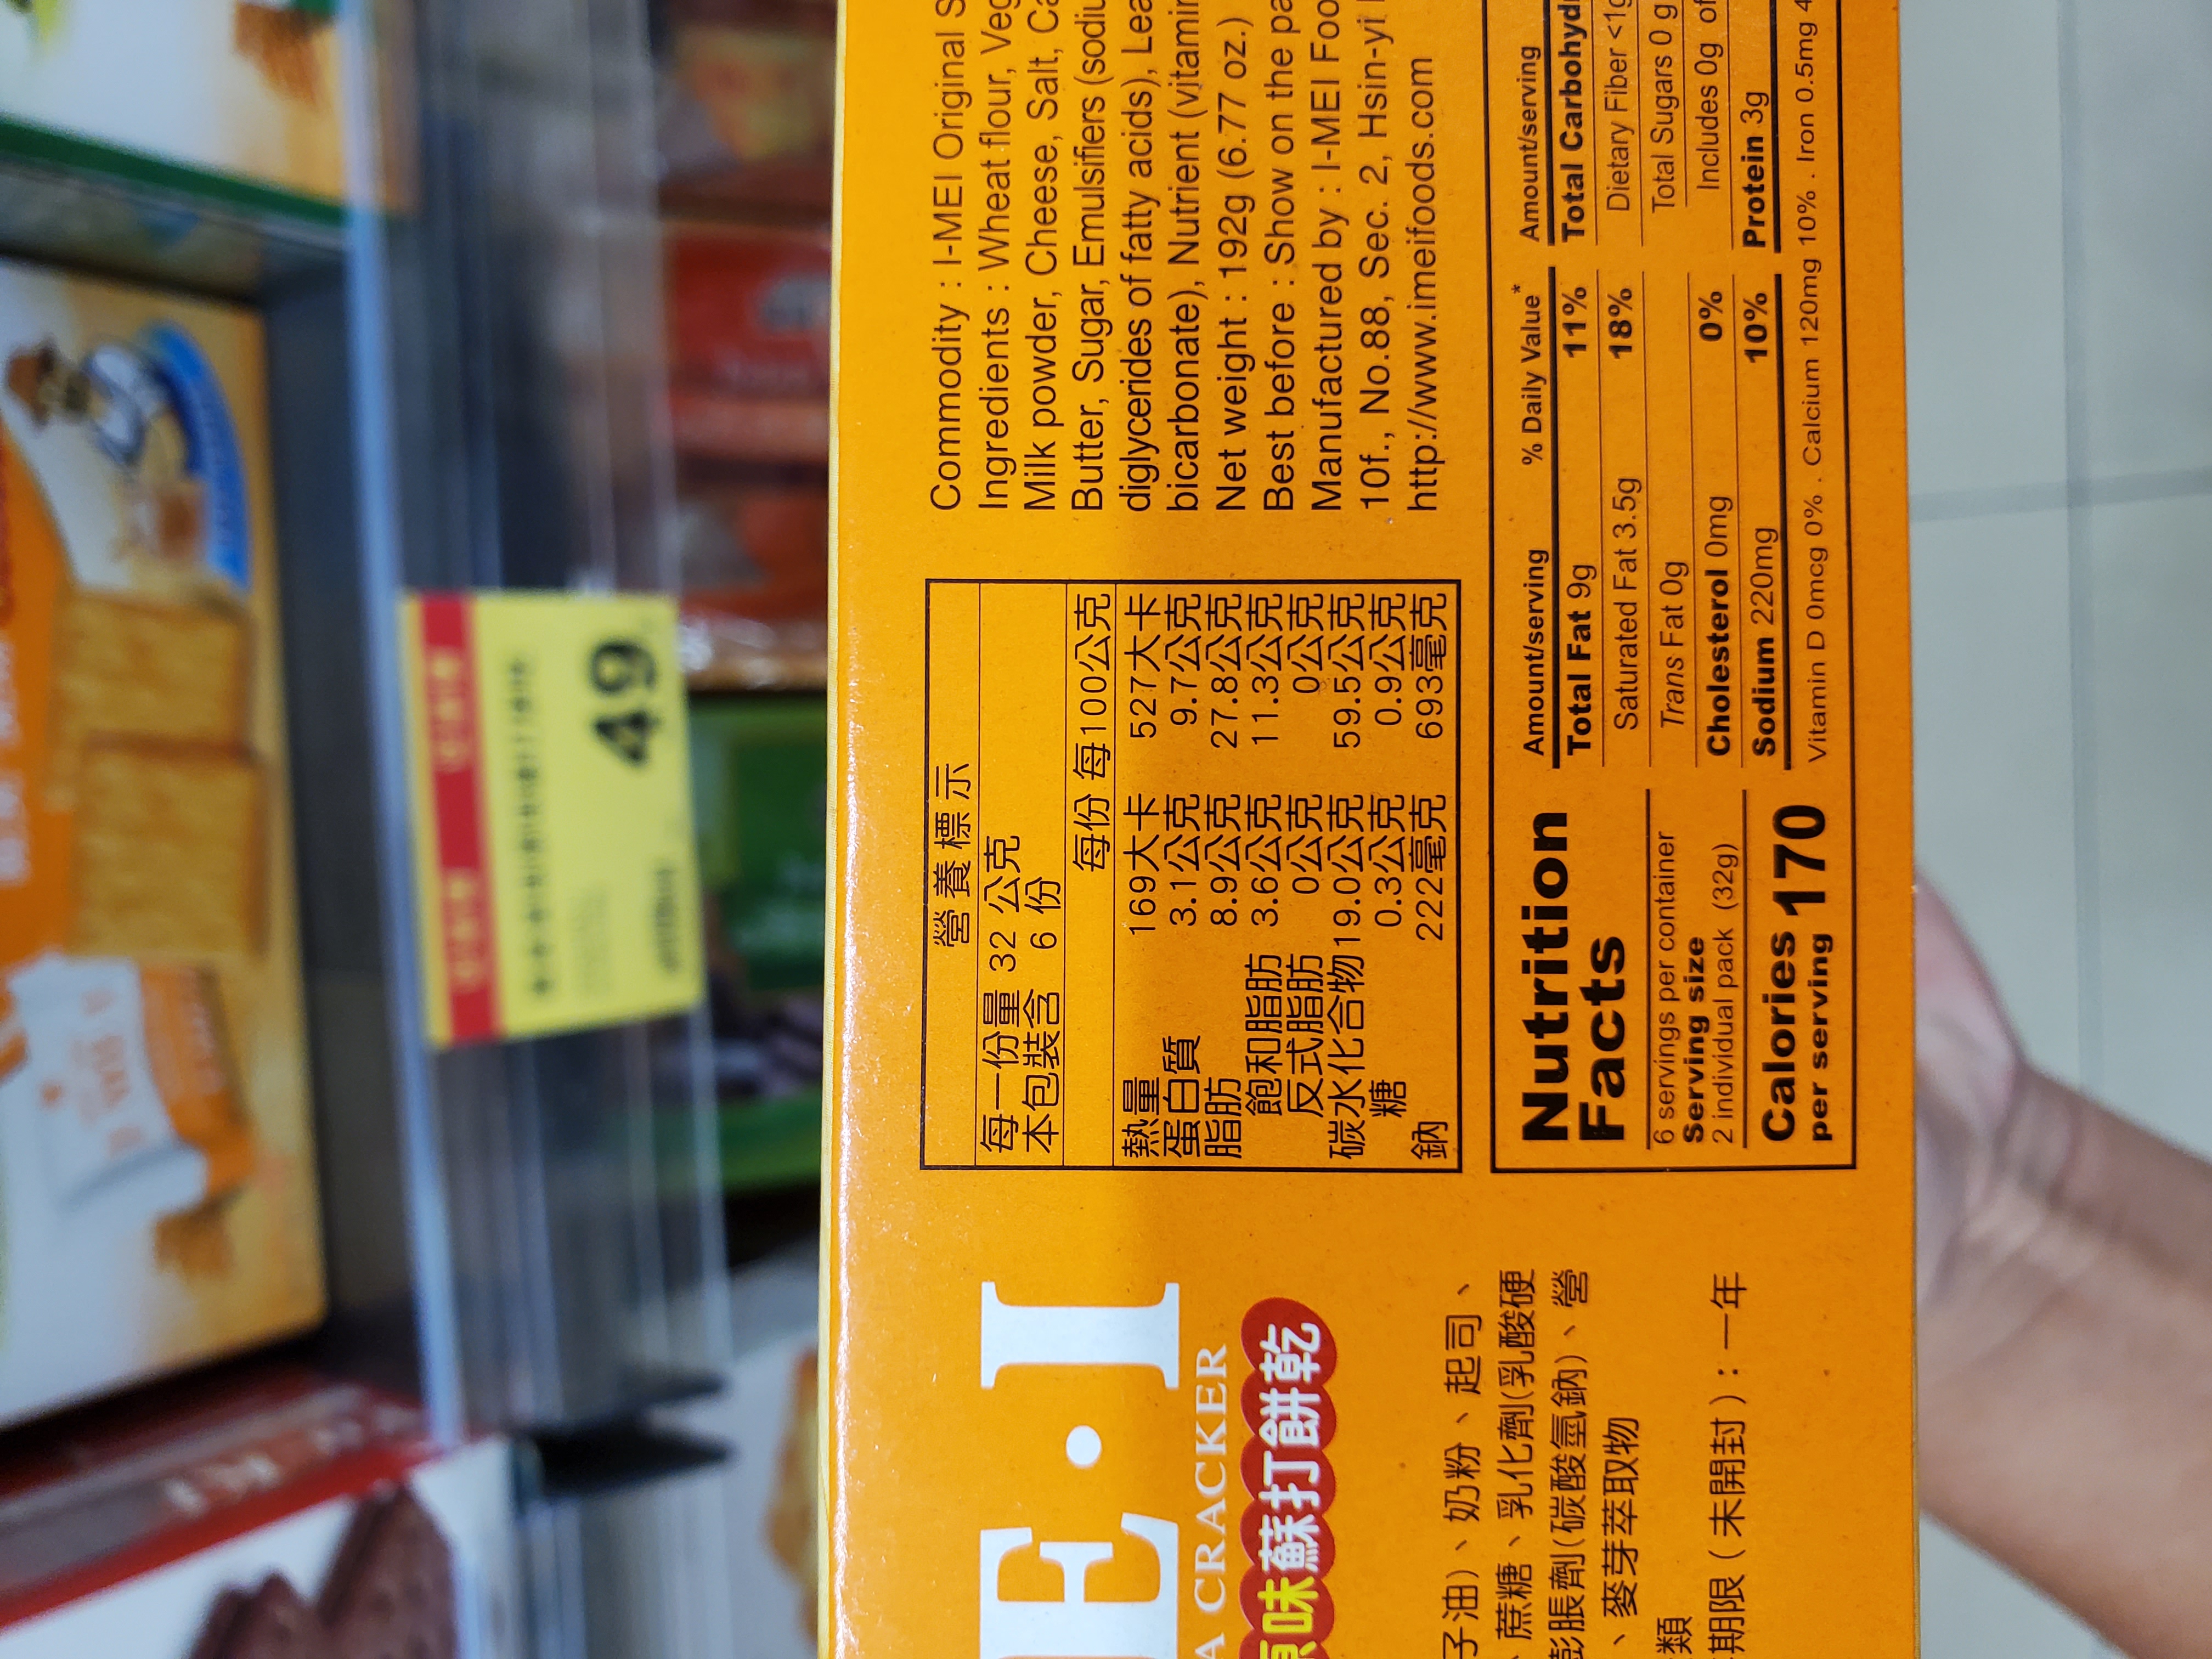 49
E·I
A CRACKER
原味蘇打餅乾
子油)、奶粉、起司、
、蔗糖、乳化劑(乳酸硬
膨脹劑(碳酸氫鈉)、營
、麥芽萃取物
類
期限(未開封):一年
營養標示
每一份量 32 公克
本包裝含 6 份
每份 每100公克
熱量 169大卡 527大卡
蛋白質 3.1公克 9.7公克
脂肪 8.9公克 27.8公克
飽和脂肪 3.6公克 11.3公克
反式脂肪 0公克 0公克
碳水化合物 19.0公克 59.5公克
糖 0.3公克 0.9公克
鈉 222毫克 693毫克
Commodity : I-MEI Original S
Ingredients : Wheat flour, Veg
Milk powder, Cheese, Salt, Ca
Butter, Sugar, Emulsifiers (sodiu
diglycerides of fatty acids), Lea
bicarbonate), Nutrient (vitamin
Net weight : 192g (6.77 oz.)
Best before : Show on the pa
Manufactured by : I-MEI Foo
10f., No.88, Sec. 2, Hsin-yi
http://www.imeifoods.com
Nutrition
Facts
6 servings per container
Serving size
2 individual pack (32g)
Calories
per serving 170
Amount/serving % Daily Value*
Total Fat 9g 11%
Saturated Fat 3.5g 18%
Trans Fat 0g
Cholesterol 0mg 0%
Sodium 220mg 10%
Amount/serving
Total Carbohyd
Dietary Fiber <1g
Total Sugars 0 g
Includes 0g of
Protein 3g
Vitamin D 0mcg 0% . Calcium 120mg 10% . Iron 0.5mg 4